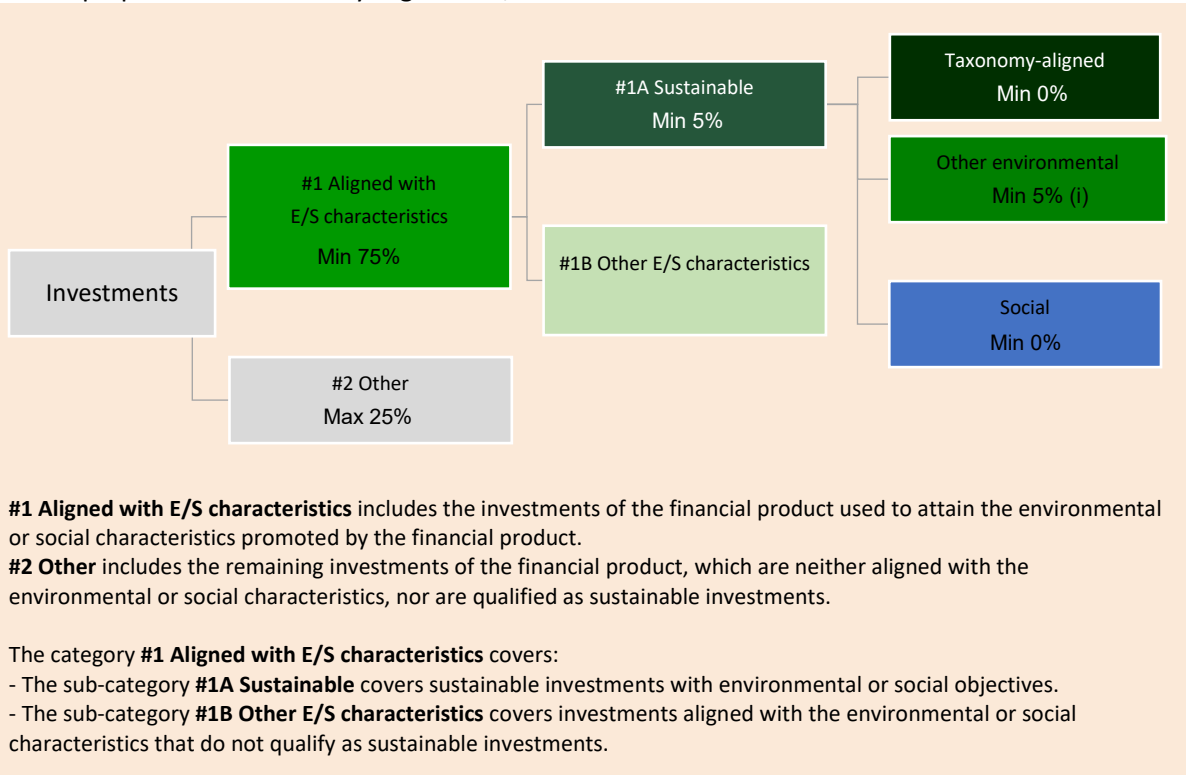 Investments
#1 Aligned with
E/S characteristics
Min 75%
#2 Other
Max 25%
#1A Sustainable
Min 5%
#1B Other E/S characteristics
Taxonomy-aligned
Min 0%
Other environmental
Min 5% (i)
Social
Min 0%
#1 Aligned with E/S characteristics includes the investments of the financial product used to attain the environmental
or social characteristics promoted by the financial product.
#2 Other includes the remaining investments of the financial product, which are neither aligned with the
environmental or social characteristics, nor are qualified as sustainable investments.
The category #1 Aligned with E/S characteristics covers:
- The sub-category #1A Sustainable covers sustainable investments with environmental or social objectives.
- The sub-category #1B Other E/S characteristics covers investments aligned with the environmental or social
characteristics that do not qualify as sustainable investments.